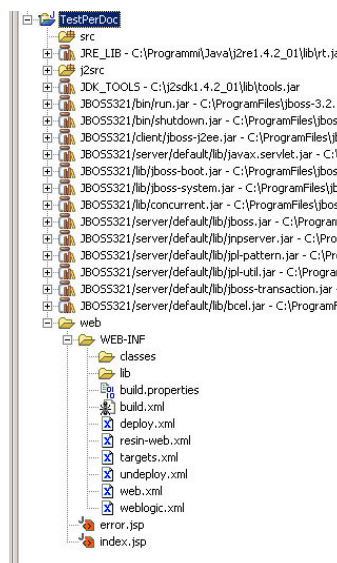 TestPerDoc
src
JRE_LIB - C:\Programmi\Java\j2re1.4.2_01\lib\rt.ja
j2src
JDK_TOOLS - C:\j2sdk1.4.2_01\lib\tools.jar
JBOSS321/bin/run.jar - C:\ProgramFiles\jboss-3.2.
JBOSS321/bin/shutdown.jar - C:\ProgramFiles\jbos
JBOSS321/client/jboss-j2ee.jar - C:\ProgramFiles\jl
JBOSS321/server/default/lib/javax.servlet.jar - C:\
JBOSS321/lib/jboss-boot.jar - C:\ProgramFiles\jbos
JBOSS321/lib/jboss-system.jar - C:\ProgramFiles\jb
JBOSS321/lib/concurrent.jar - C:\ProgramFiles\jbos
JBOSS321/server/default/lib/jboss.jar - C:\Program
JBOSS321/server/default/lib/jnpserver.jar - C:\Pro
JBOSS321/server/default/lib/jpl-pattern.jar - C:\Pr
JBOSS321/server/default/lib/jpl-util.jar - C:\Progra
JBOSS321/server/default/lib/jboss-transaction.jar -
JBOSS321/server/default/lib/bcel.jar - C:\ProgramF
web
WEB-INF
classes
lib
build.properties
build.xml
deploy.xml
resin-web.xml
targets.xml
undeploy.xml
web.xml
weblogic.xml
error.jsp
index.jsp